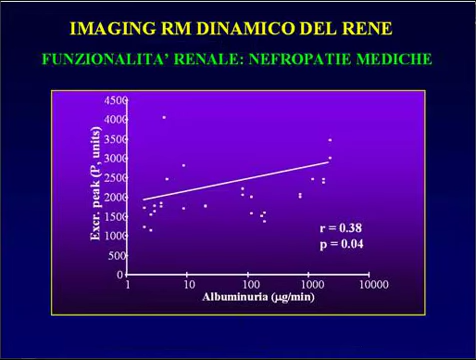 IMAGING RM DINAMICO DEL RENE
FUNZIONALITA' RENALE: NEFROPATIE MEDICHE
4500
4000
3500
3000
2500
2000
1500
1000
500
0
Excr. peak (P, units)
r = 0.38
p = 0.04
1 10 100 1000 10000
Albuminuria (µg/min)